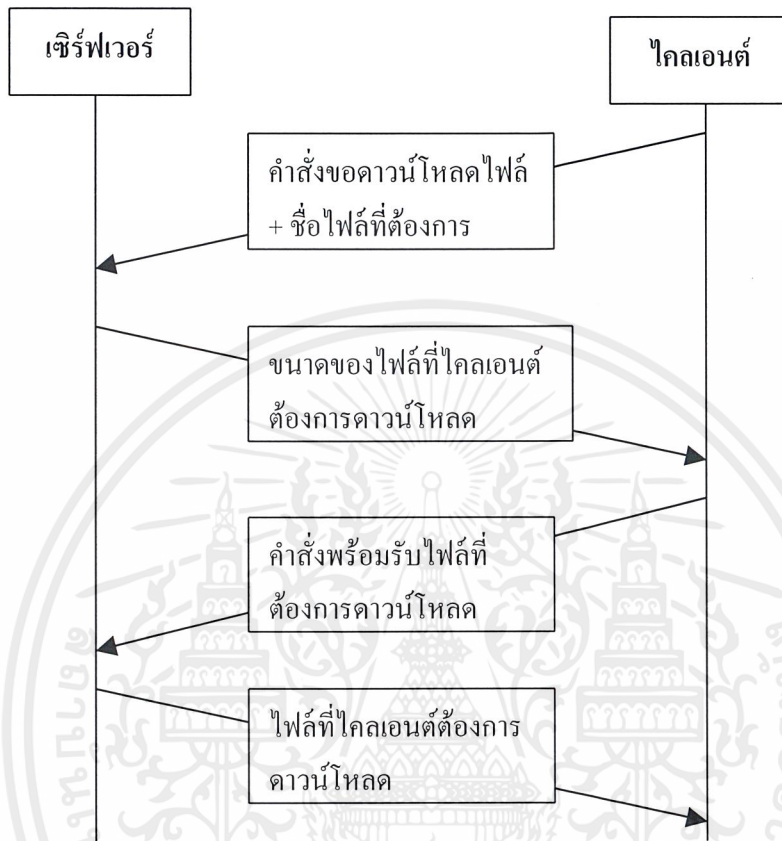 เซิร์ฟเวอร์
ไคลเอนต์
คำสั่งขอดาวน์โหลดไฟล์
+ ชื่อไฟล์ที่ต้องการ
ขนาดของไฟล์ที่ไคลเอนต์
ต้องการดาวน์โหลด
คำสั่งพร้อมรับไฟล์ที่
ต้องการดาวน์โหลด
ไฟล์ที่ไคลเอนต์ต้องการ
ดาวน์โหลด